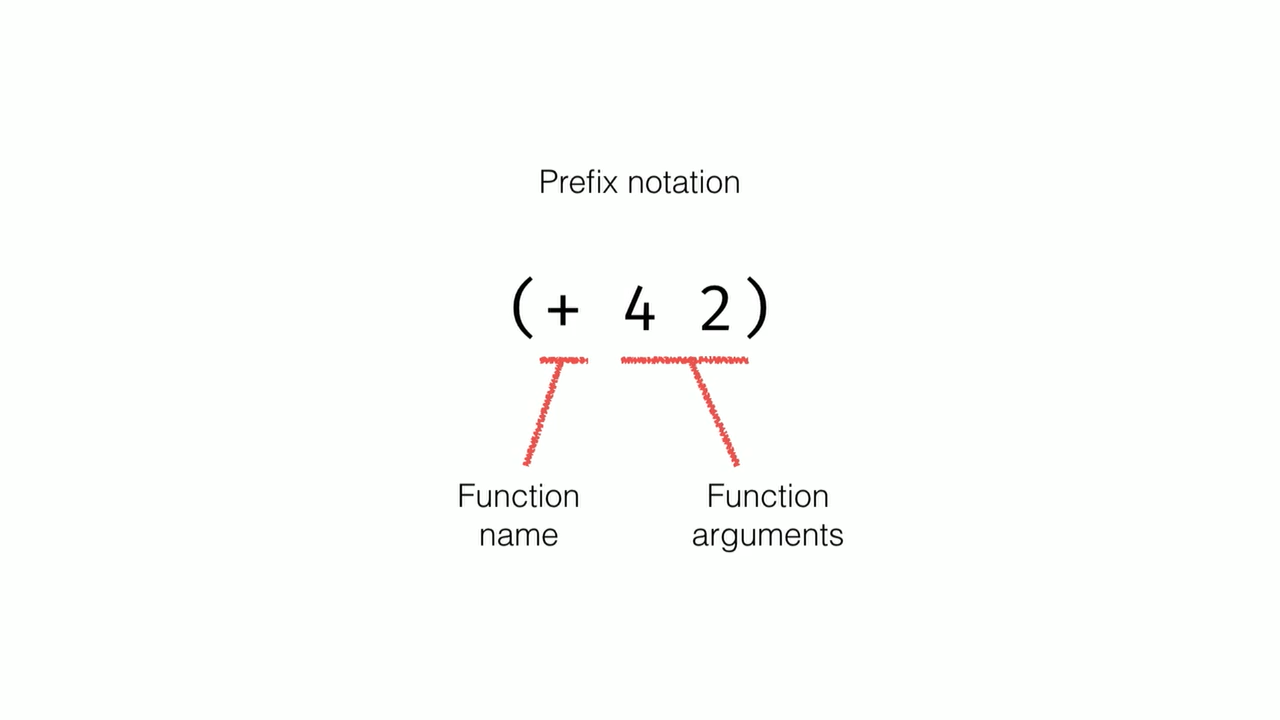 Prefix notation
(+ 4 2)
Function name
Function arguments